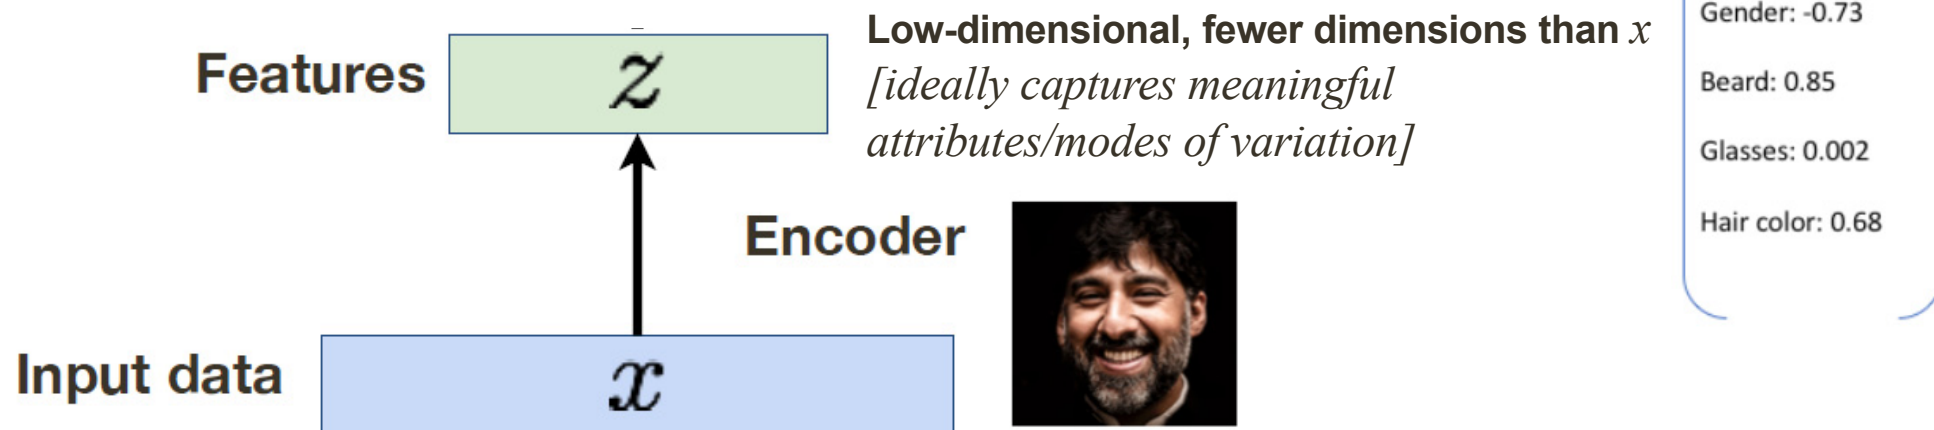 Features
z
Low-dimensional, fewer dimensions than x
[ideally captures meaningful
attributes/modes of variation]
Gender: -0.73
Beard: 0.85
Glasses: 0.002
Hair color: 0.68
Encoder
Input data
x